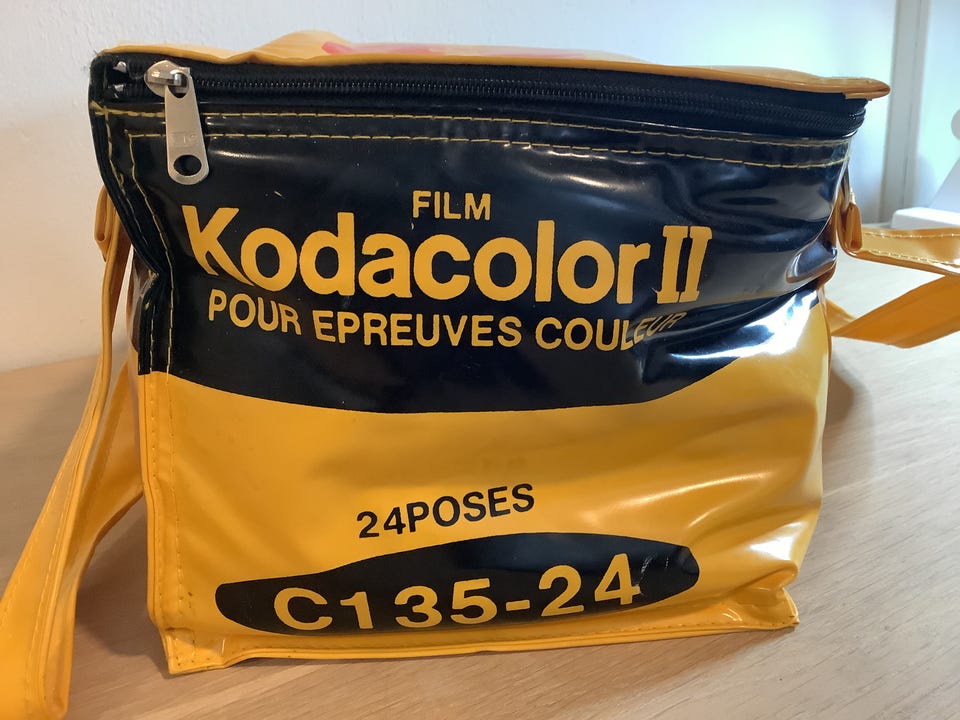 FILM
Kodacolor II
POUR EPREUVES COULEUR
24POSES
C135-24